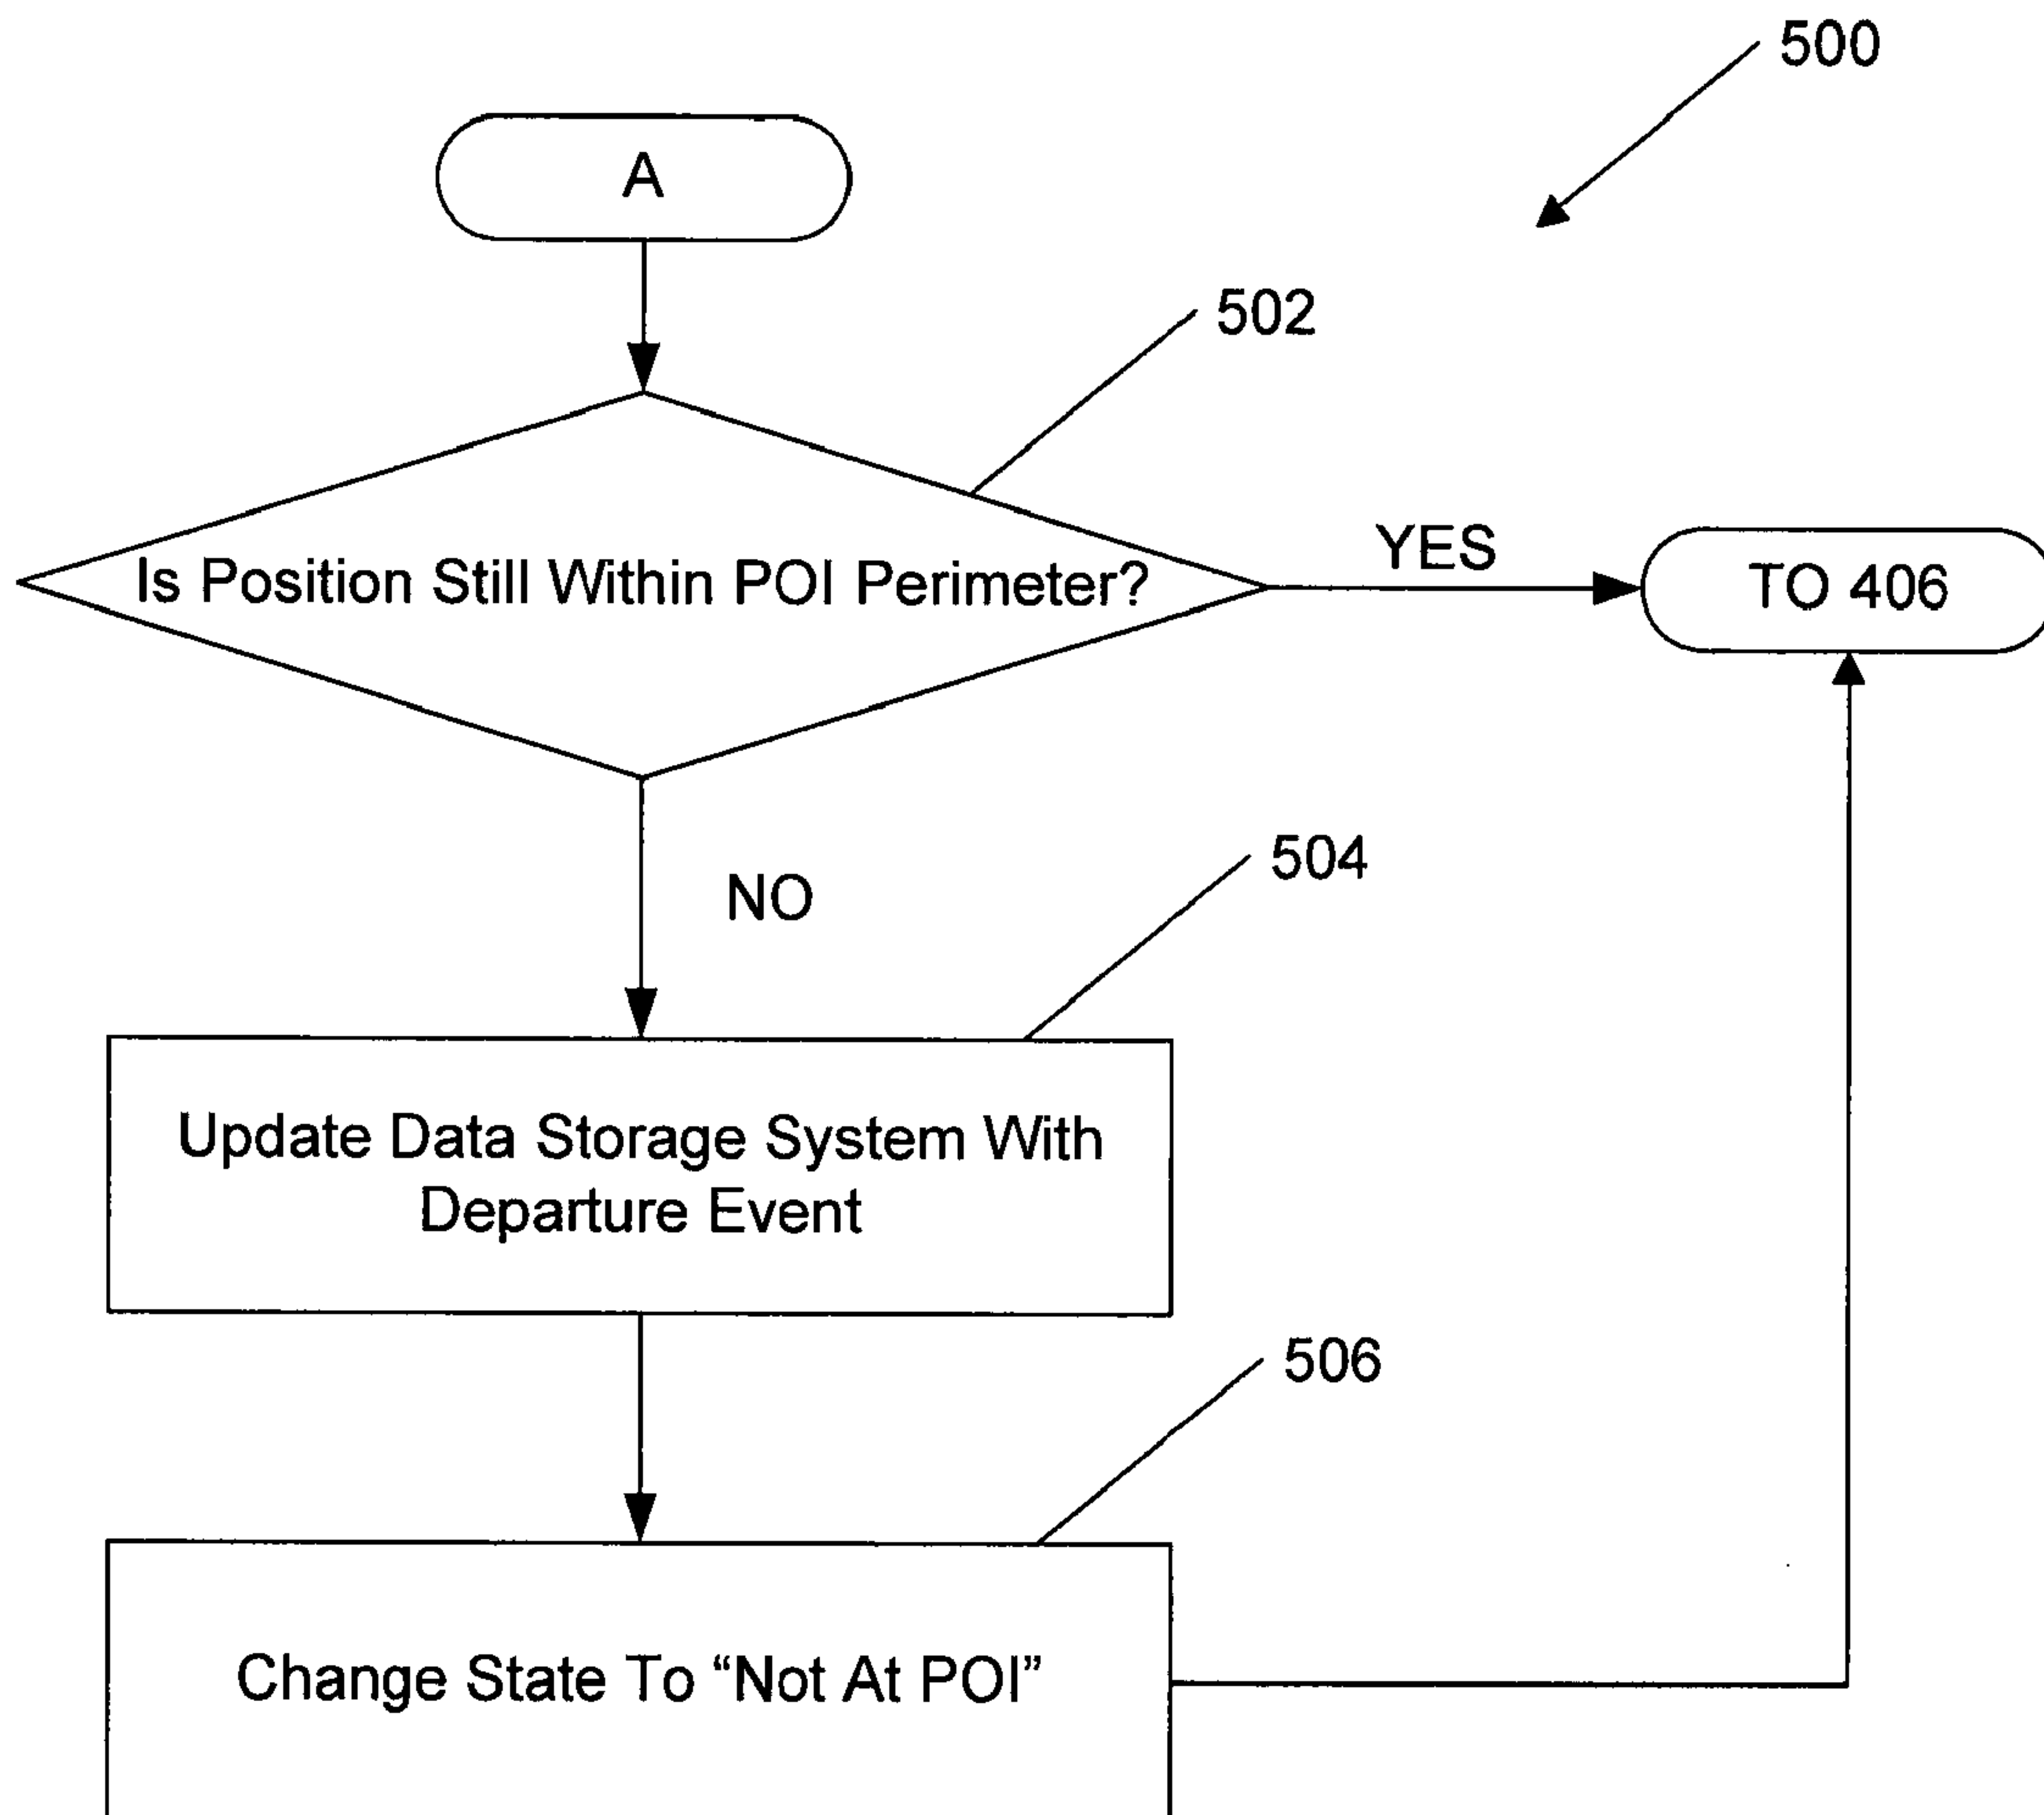 500
A
502
Is Position Still Within POI Perimeter?
YES
TO 406
NO
504
Update Data Storage System With
Departure Event
506
Change State To “Not At POI”